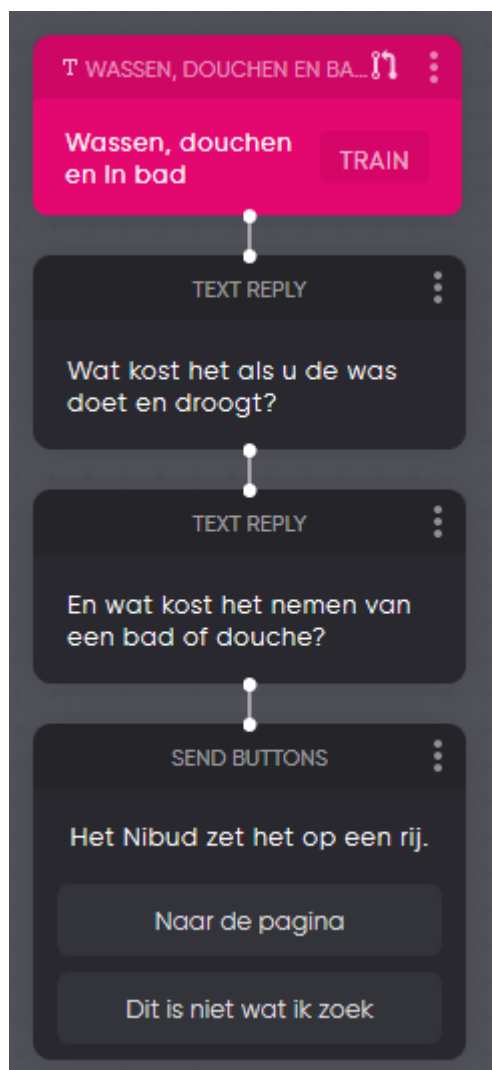 T WASSEN, DOUCHEN EN BA...
Wassen, douchen
en In bad
TRAIN
TEXT REPLY
Wat kost het als u de was
doet en droogt?
TEXT REPLY
En wat kost het nemen van
een bad of douche?
SEND BUTTONS
Het Nibud zet het op een rij.
Naar de pagina
Dit is niet wat ik zoek